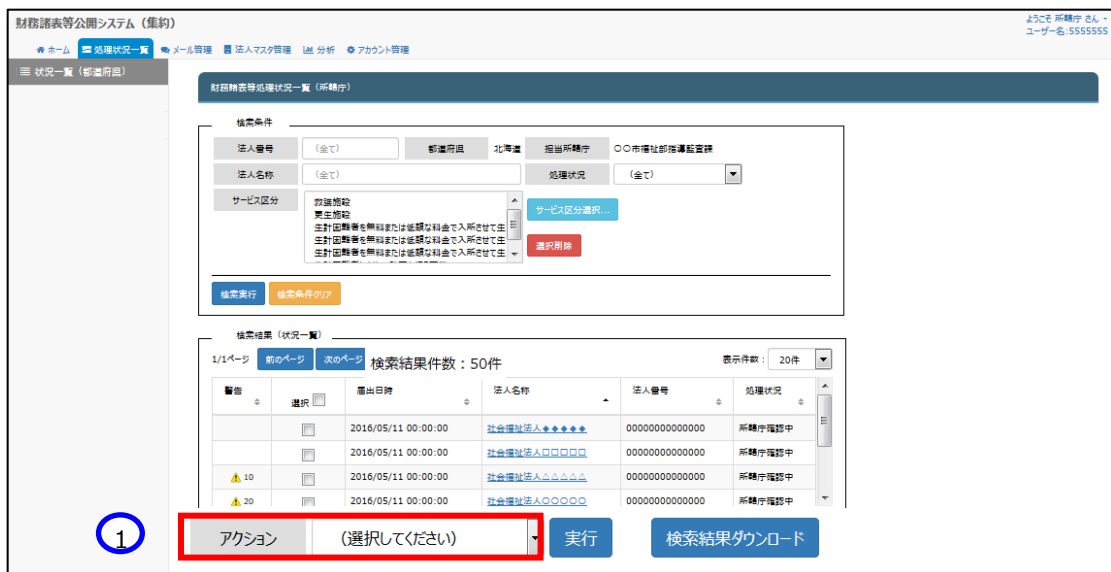 財務諸表等公開システム（集約）
ようこそ 所轄庁 さん
ユーザー名:5555555
ホーム 処理状況一覧 メール管理 法人マスタ管理 分析 アカウント管理
状況一覧（都道府県）
財務諸表等処理状況一覧（所轄庁）
検索条件
法人番号 （全て） 都道府県 北海道 担当所轄庁 〇〇市福祉部指導監査課
法人名称 （全て） 処理状況 （全て）
サービス区分 救護施設
更生施設
生計困難者を無料または低額な料金で入所させて生
生計困難者を無料または低額な料金で入所させて生
生計困難者を無料または低額な料金で入所させて生
サービス区分選択...
選択削除
検索実行 検索条件クリア
検索結果（状況一覧）
1/1ページ 前のページ 次のページ 検索結果件数：50件 表示件数： 20件
警告 選択 届出日時 法人名称 法人番号 処理状況
2016/05/11 00:00:00 社会福祉法人◆◆◆◆◆ 00000000000000 所轄庁確認中
2016/05/11 00:00:00 社会福祉法人□□□□□ 00000000000000 所轄庁確認中
10 2016/05/11 00:00:00 社会福祉法人△△△△△ 00000000000000 所轄庁確認中
20 2016/05/11 00:00:00 社会福祉法人〇〇〇〇〇 00000000000000 所轄庁確認中
1 アクション （選択してください） 実行 検索結果ダウンロード